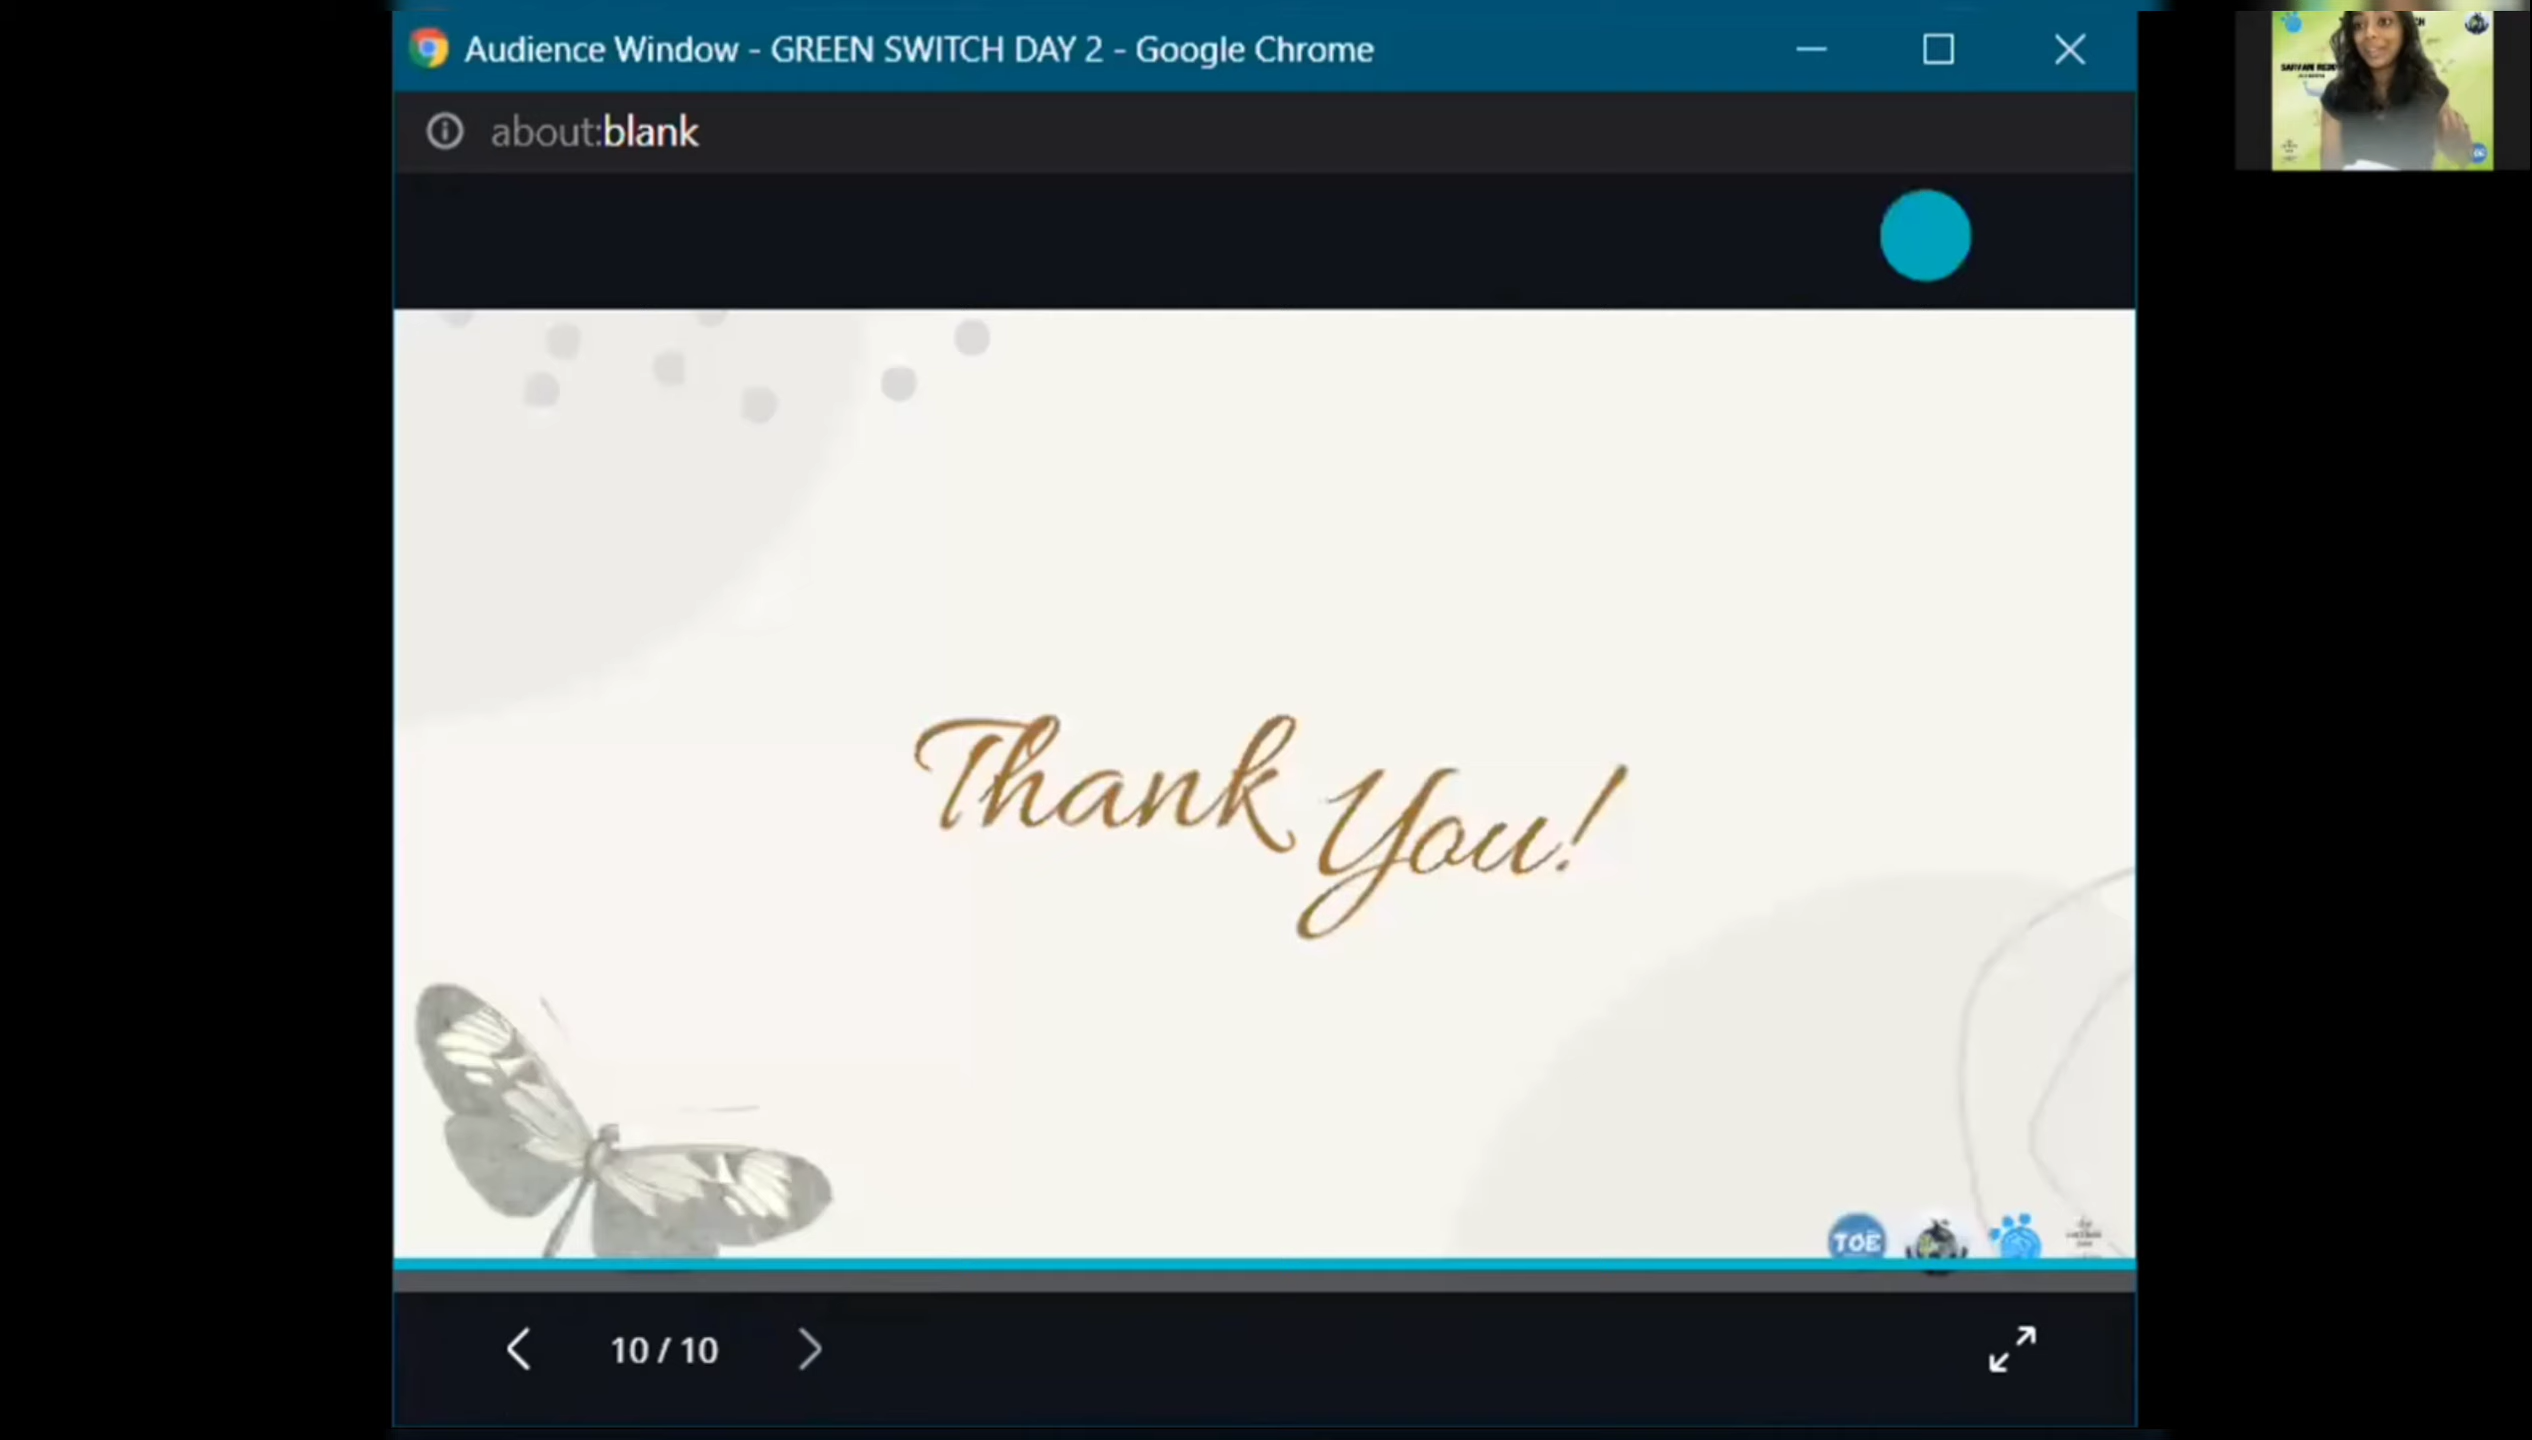 Audience Window - GREEN SWITCH DAY 2 - Google Chrome
about:blank
Thank You!
TOE
10 / 10